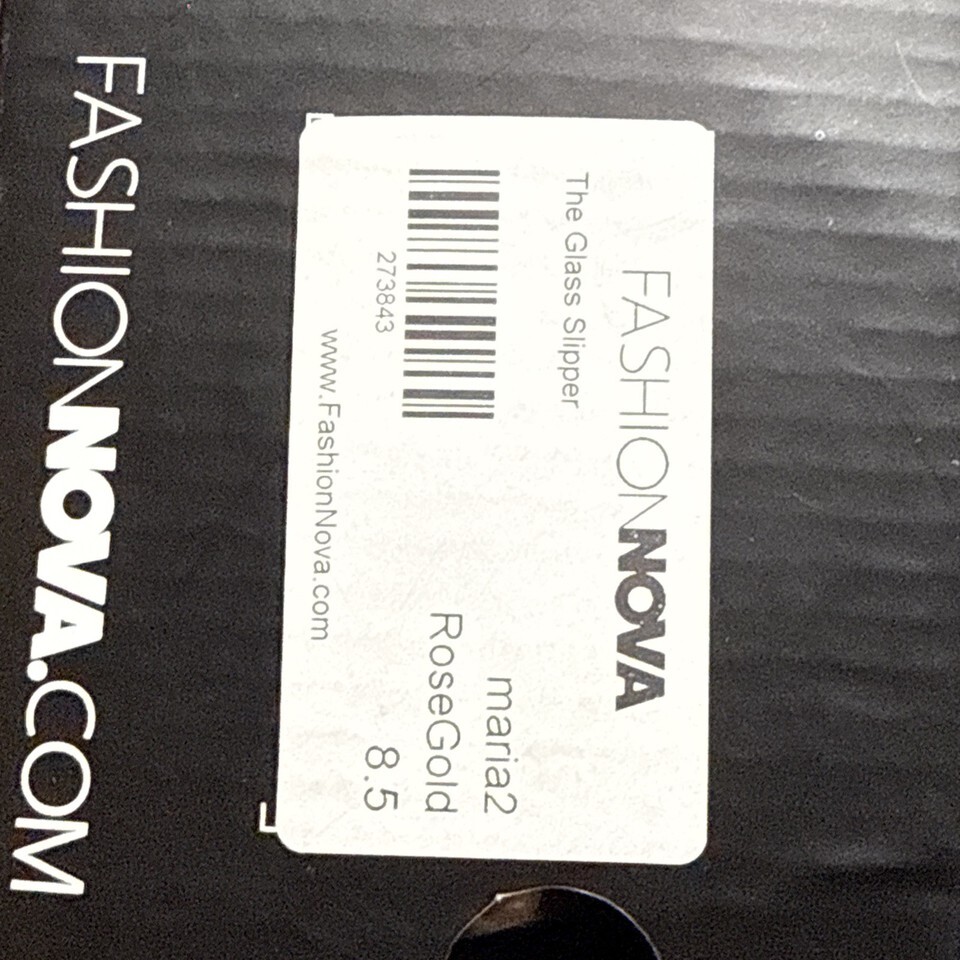 FASHIONNOVA
The Glass Slipper
maria2
RoseGold
273843
8.5
www.FashionNova.com
FASHIONNOVA.COM